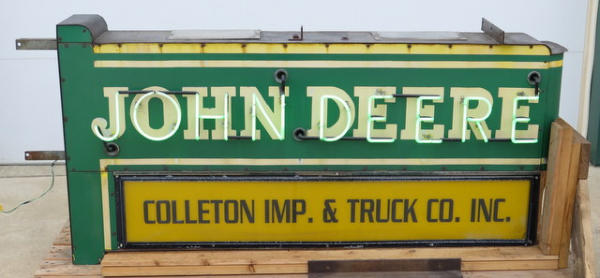 JOHN DEERE
COLLETON IMP. & TRUCK CO. INC.